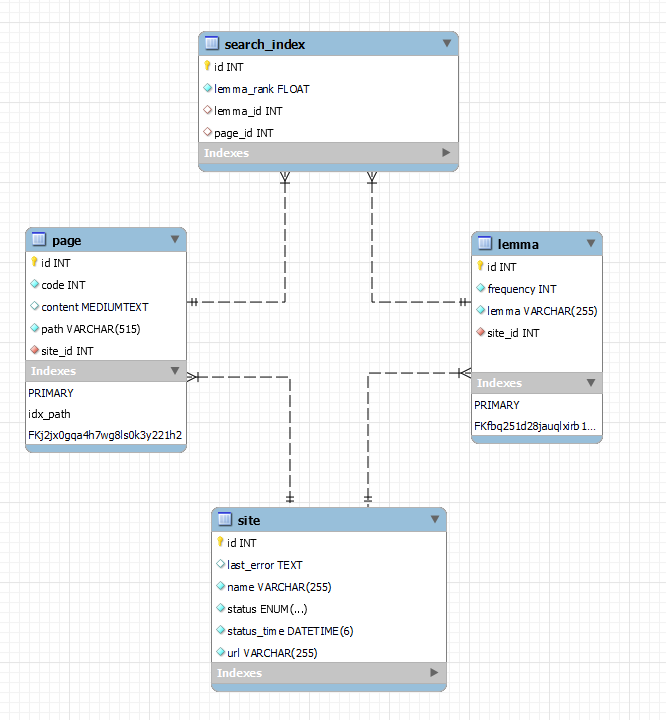 search_index
id INT
lemma_rank FLOAT
lemma_id INT
page_id INT
Indexes
page
id INT
code INT
content MEDIUMTEXT
path VARCHAR(515)
site_id INT
Indexes
PRIMARY
idx_path
FKj2jx0gqa4h7wg8ls0k3y221h2
lemma
id INT
frequency INT
lemma VARCHAR(255)
site_id INT
Indexes
PRIMARY
FKfbq251d28jauqlxirb1...
site
id INT
last_error TEXT
name VARCHAR(255)
status ENUM(...)
status_time DATETIME(6)
url VARCHAR(255)
Indexes